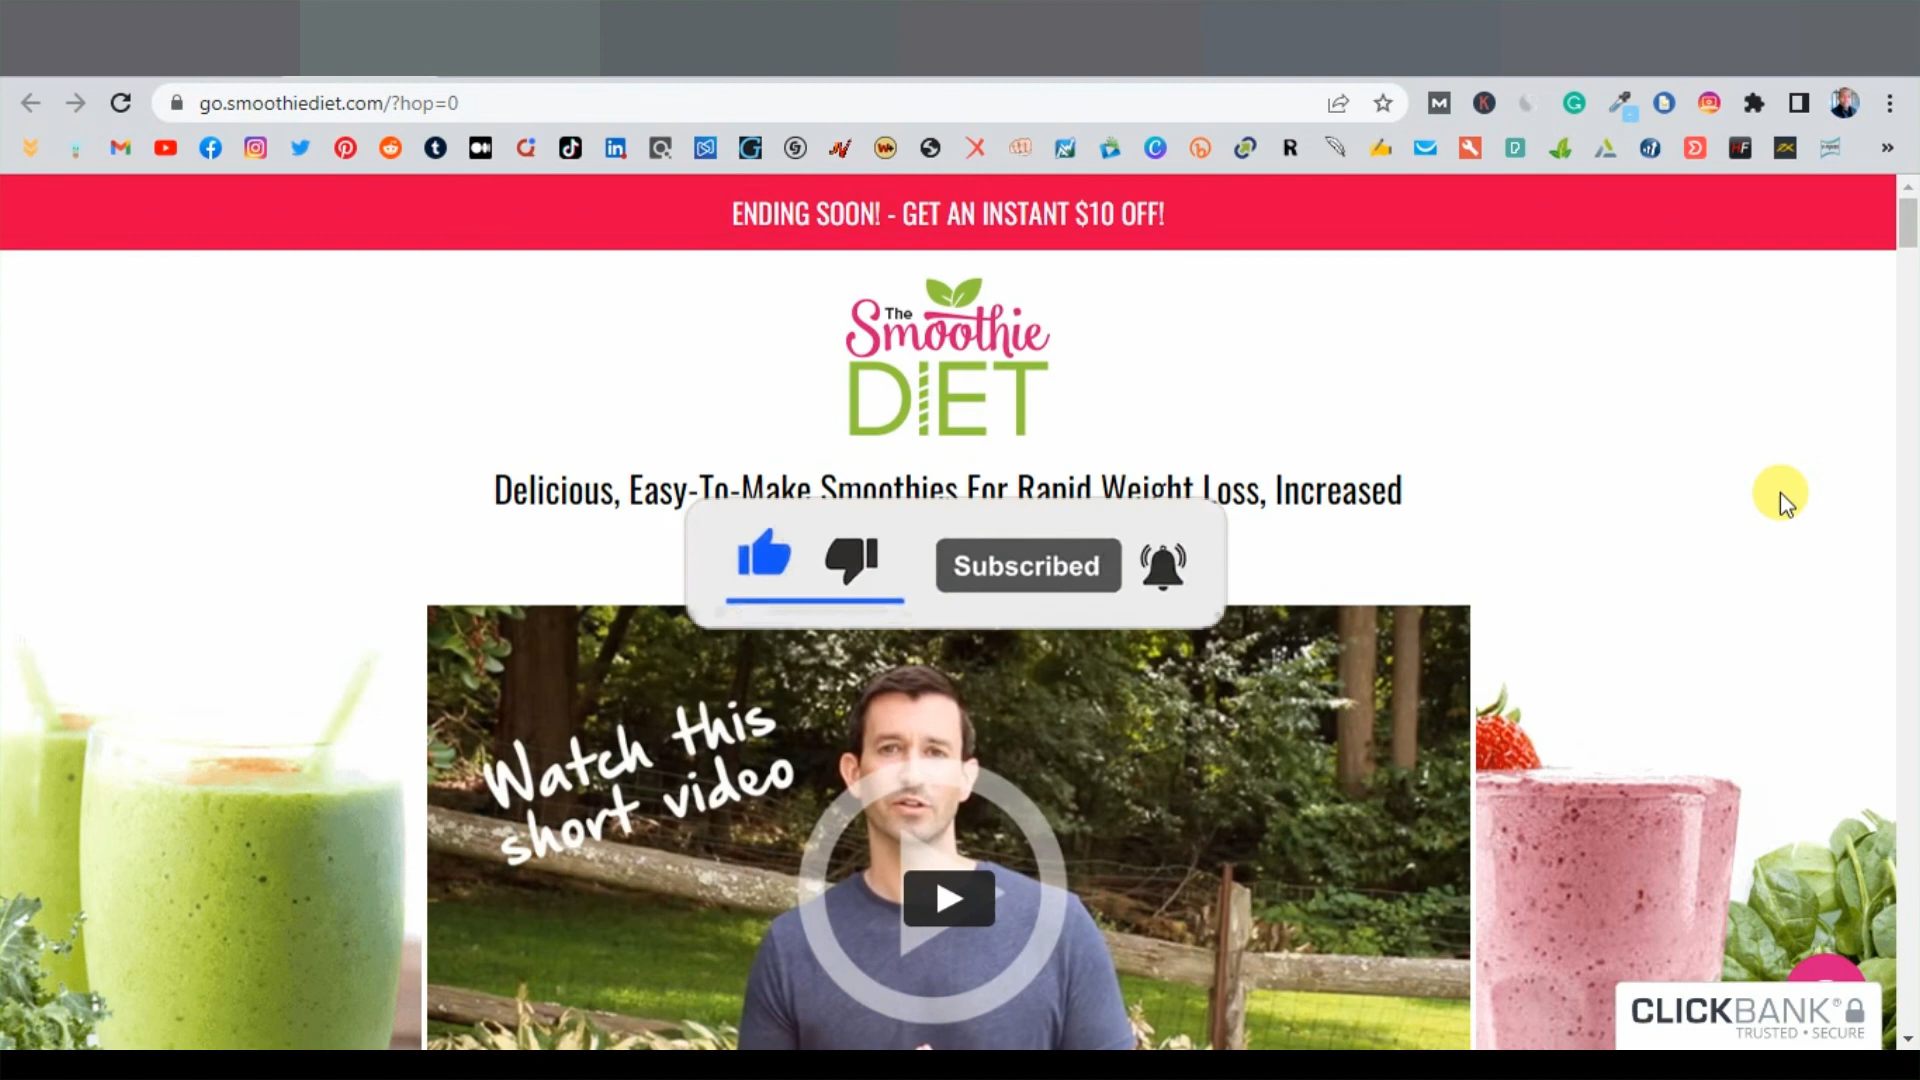 go.smoothiediet.com/?hop=0
ENDING SOON! - GET AN INSTANT $10 OFF!
The
Smoothie
DIET
Delicious, Easy-To-Make Smoothies For Rapid Weight Loss, Increased
Subscribed
Watch this
short video
CLICKBANK®
TRUSTED • SECURE